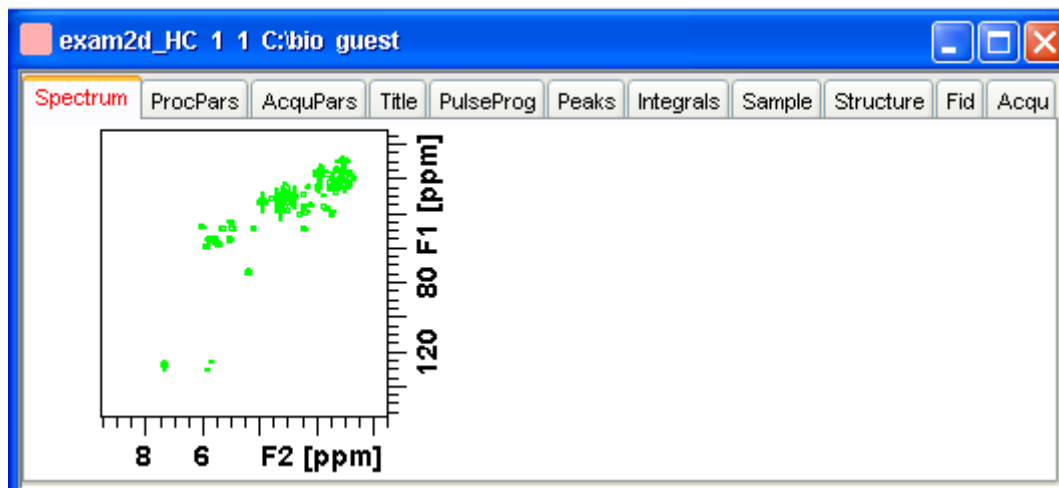 exam2d_HC 1 1 C:\bio guest
Spectrum ProcPars AcquPars Title PulseProg Peaks Integrals Sample Structure Fid Acqu
80 F1 [ppm]
120
8 6 F2 [ppm]